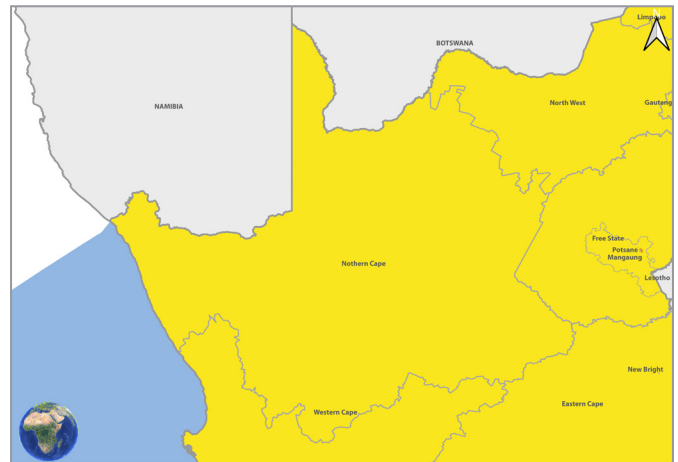 N
Limpopo
BOTSWANA
NAMIBIA
North West
Gauteng
Free State
Potsane
Mangaung
Nothern Cape
Lesotho
New Bright
Western Cape
Eastern Cape